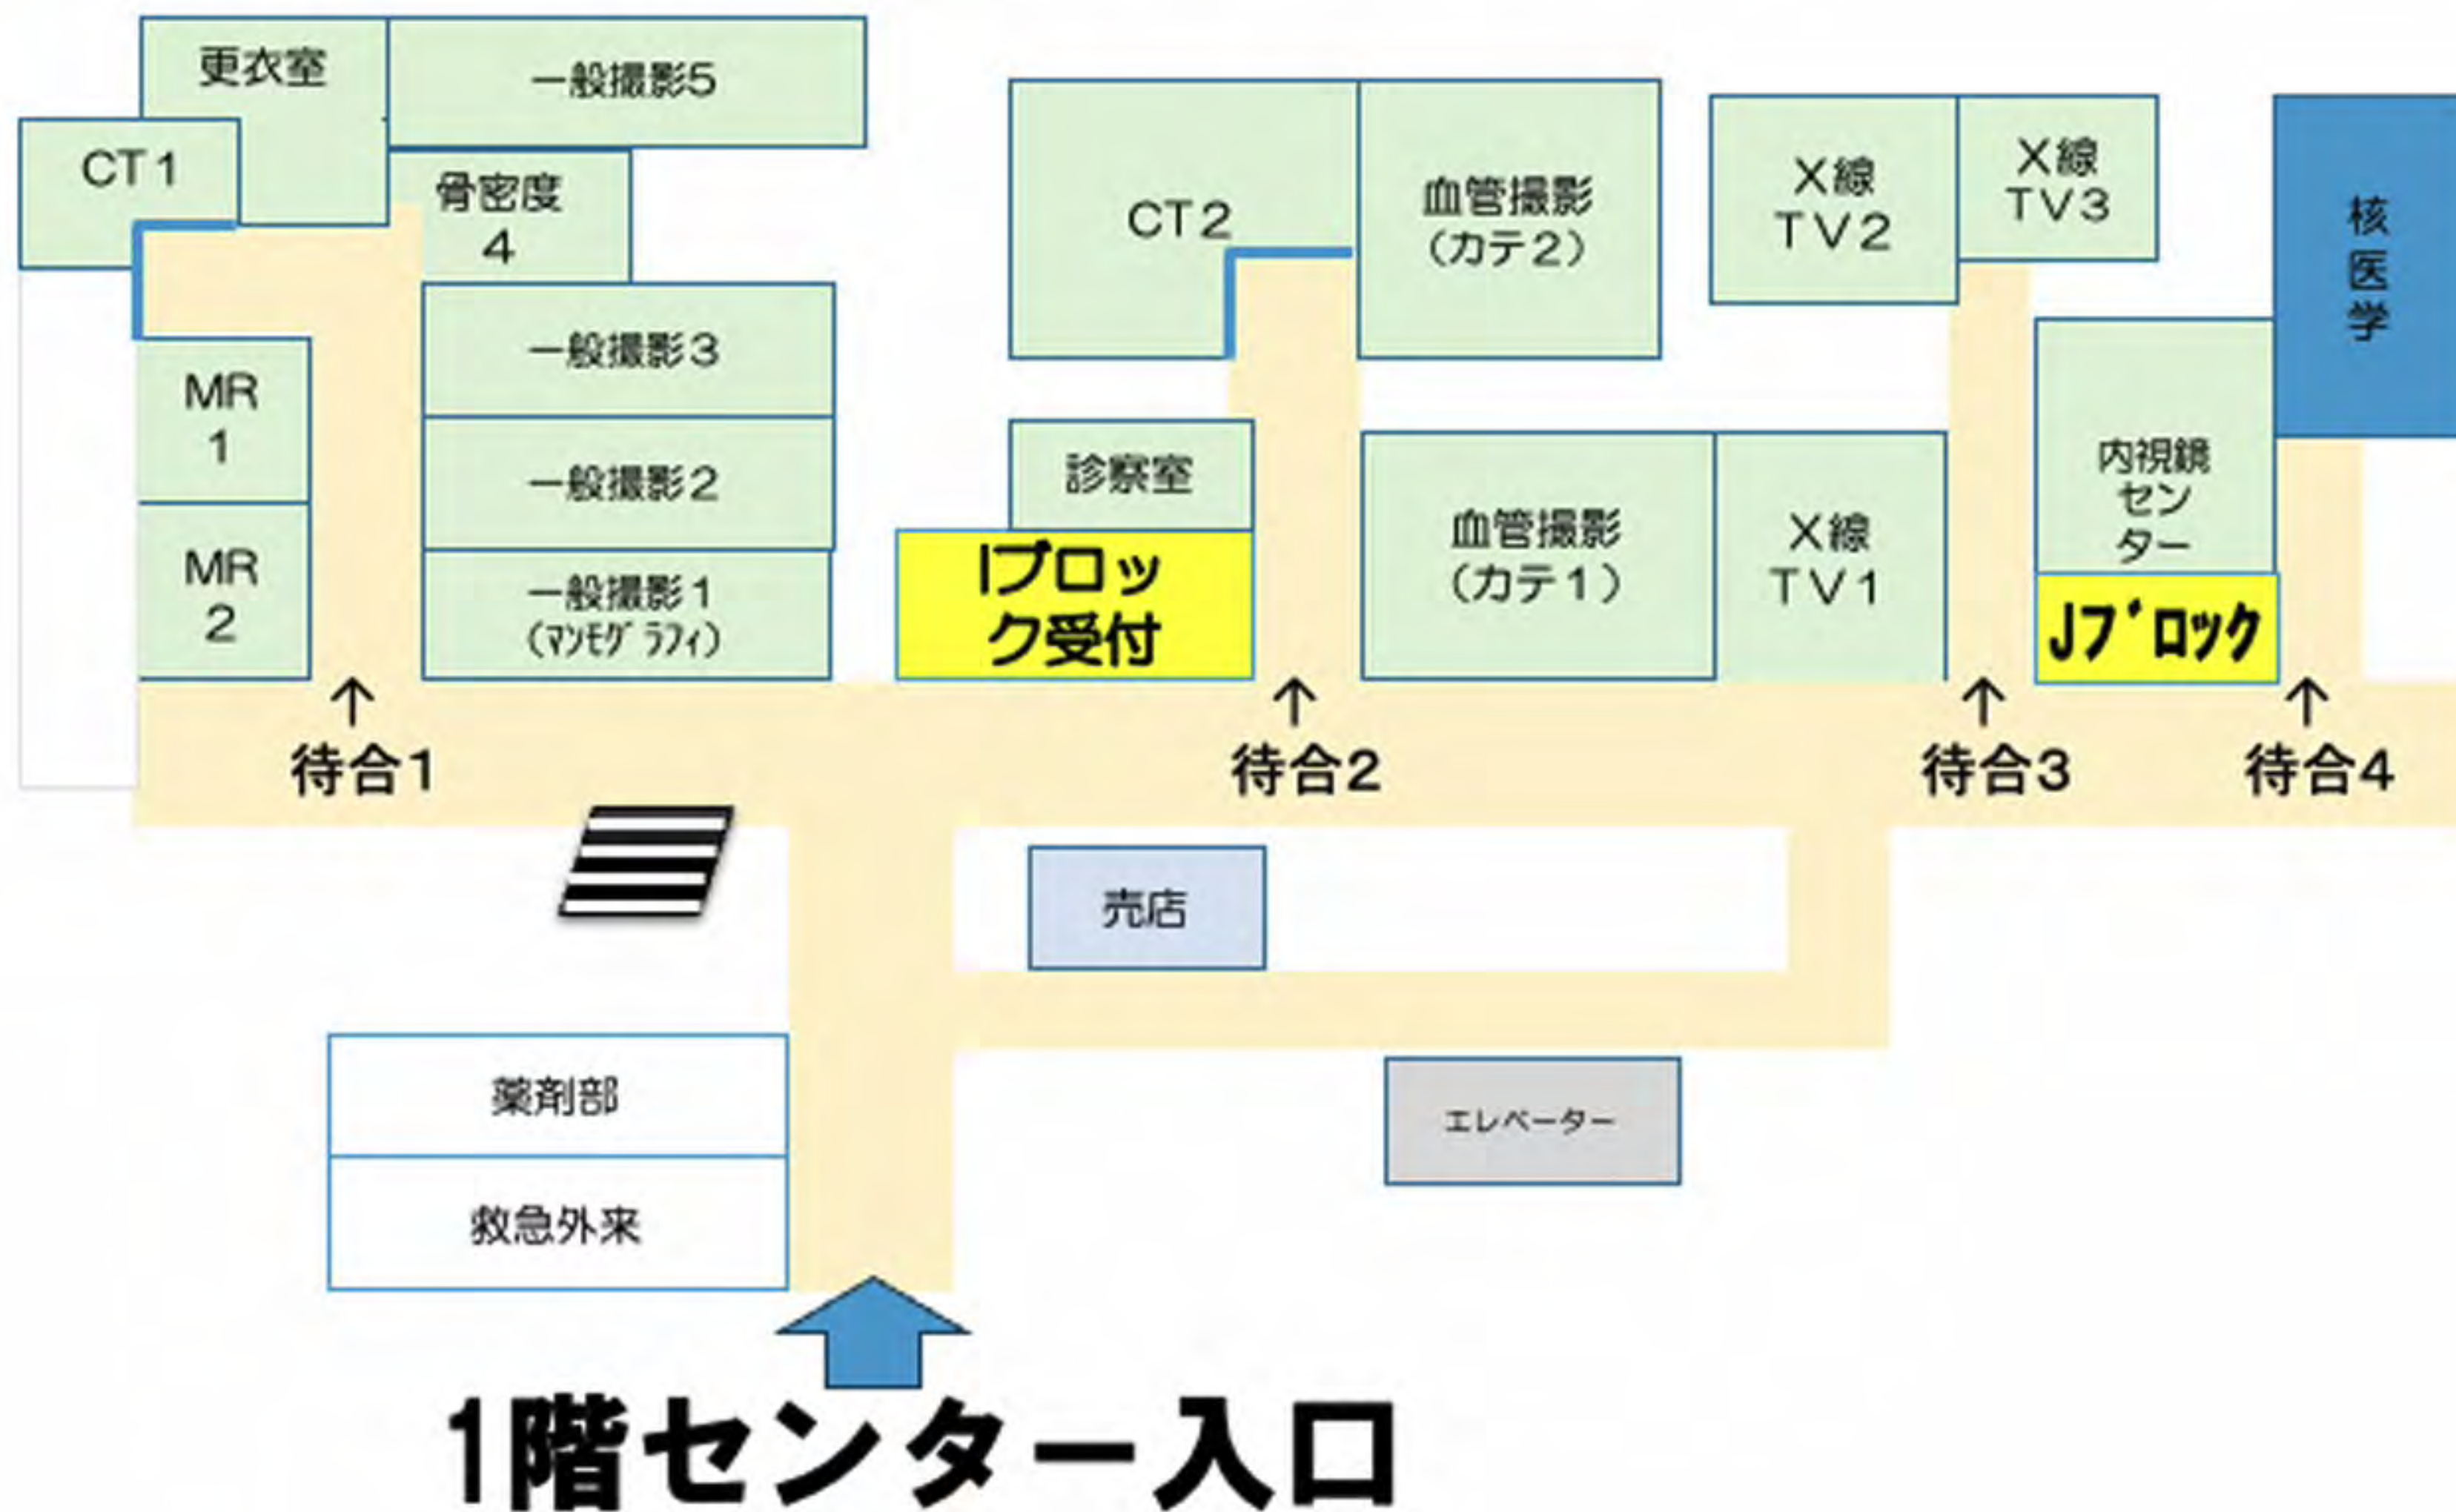 更衣室
一般撮影5
CT1
骨密度
4
MR
1
一般撮影3
一般撮影2
MR
2
一般撮影1
(ﾏﾝﾓｸﾞﾗﾌｨ)
CT2
血管撮影
(カテ2)
X線
TV2
X線
TV3
核
医
学
診察室
Iブロッ
ク受付
血管撮影
(カテ1)
X線
TV1
内視鏡
セン
ター
Jブロック
↑
待合1
↑
待合2
↑
待合3
↑
待合4
売店
薬剤部
救急外来
エレベーター
1階センター入口